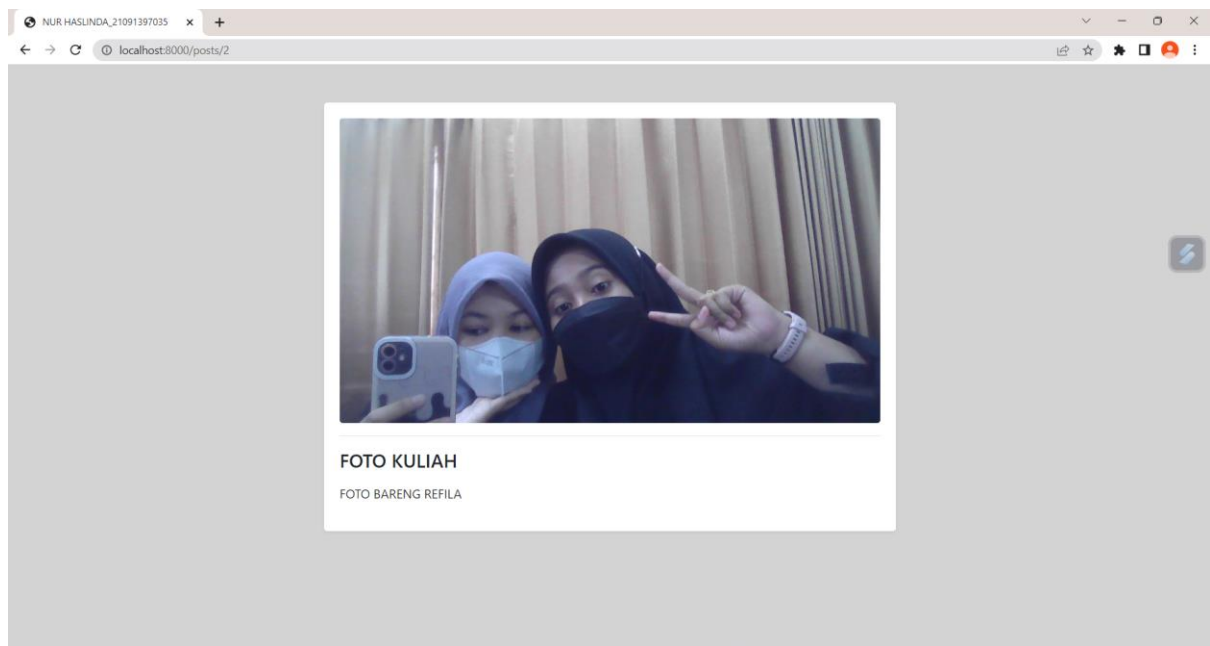 NUR HASLINDA_21091397035
localhost:8000/posts/2
FOTO KULIAH
FOTO BARENG REFILA